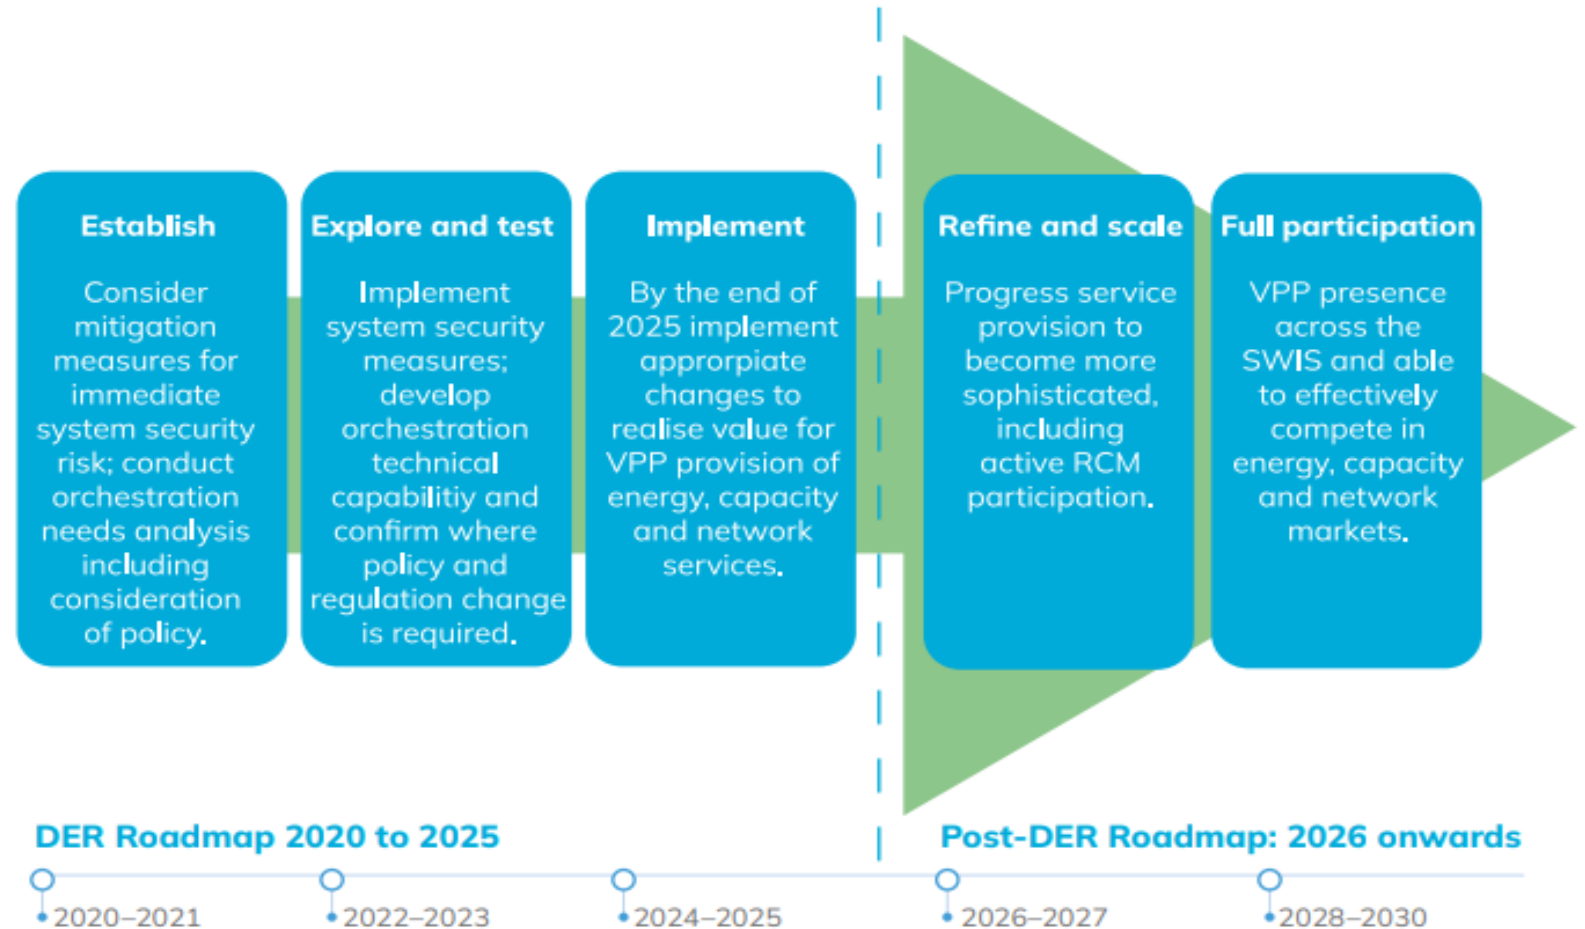 Establish
Consider
mitigation
measures for
immediate
system security
risk; conduct
orchestration
needs analysis
including
consideration
of policy.
Explore and test
Implement
system security
measures;
develop
orchestration
technical
capabilitiy and
confirm where
policy and
regulation change
is required.
Implement
By the end of
2025 implement
approrpiate
changes to
realise value for
VPP provision of
energy, capacity
and network
services.
Refine and scale
Progress service
provision to
become more
sophisticated,
including
active RCM
participation.
Full participation
VPP presence
across the
SWIS and able
to effectively
compete in
energy, capacity
and network
markets.
DER Roadmap 2020 to 2025
Post-DER Roadmap: 2026 onwards
2020–2021
2022–2023
2024–2025
2026–2027
2028–2030